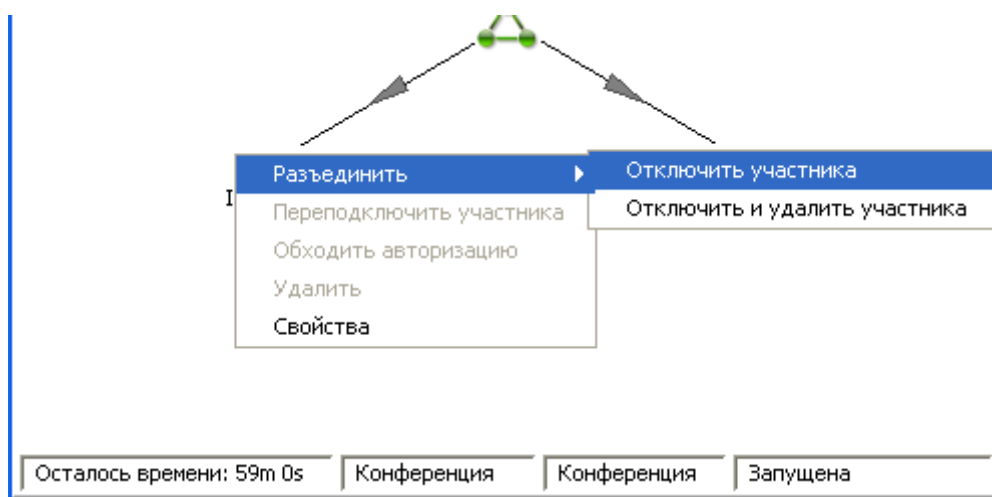 Разъединить
Отключить участника
I
Переподключить участника
Отключить и удалить участника
Обходить авторизацию
Удалить
Свойства
Осталось времени: 59m 0s
Конференция
Конференция
Запущена